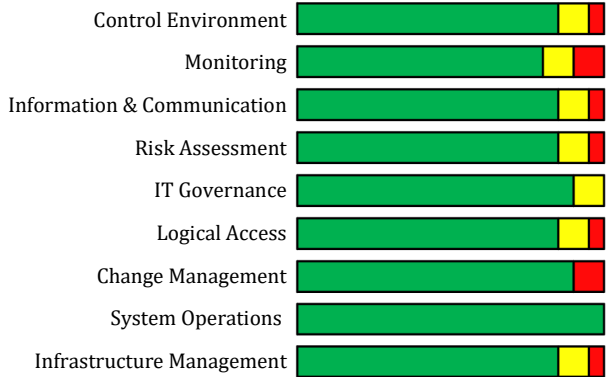 Control Environment
Monitoring
Information & Communication
Risk Assessment
IT Governance
Logical Access
Change Management
System Operations
Infrastructure Management